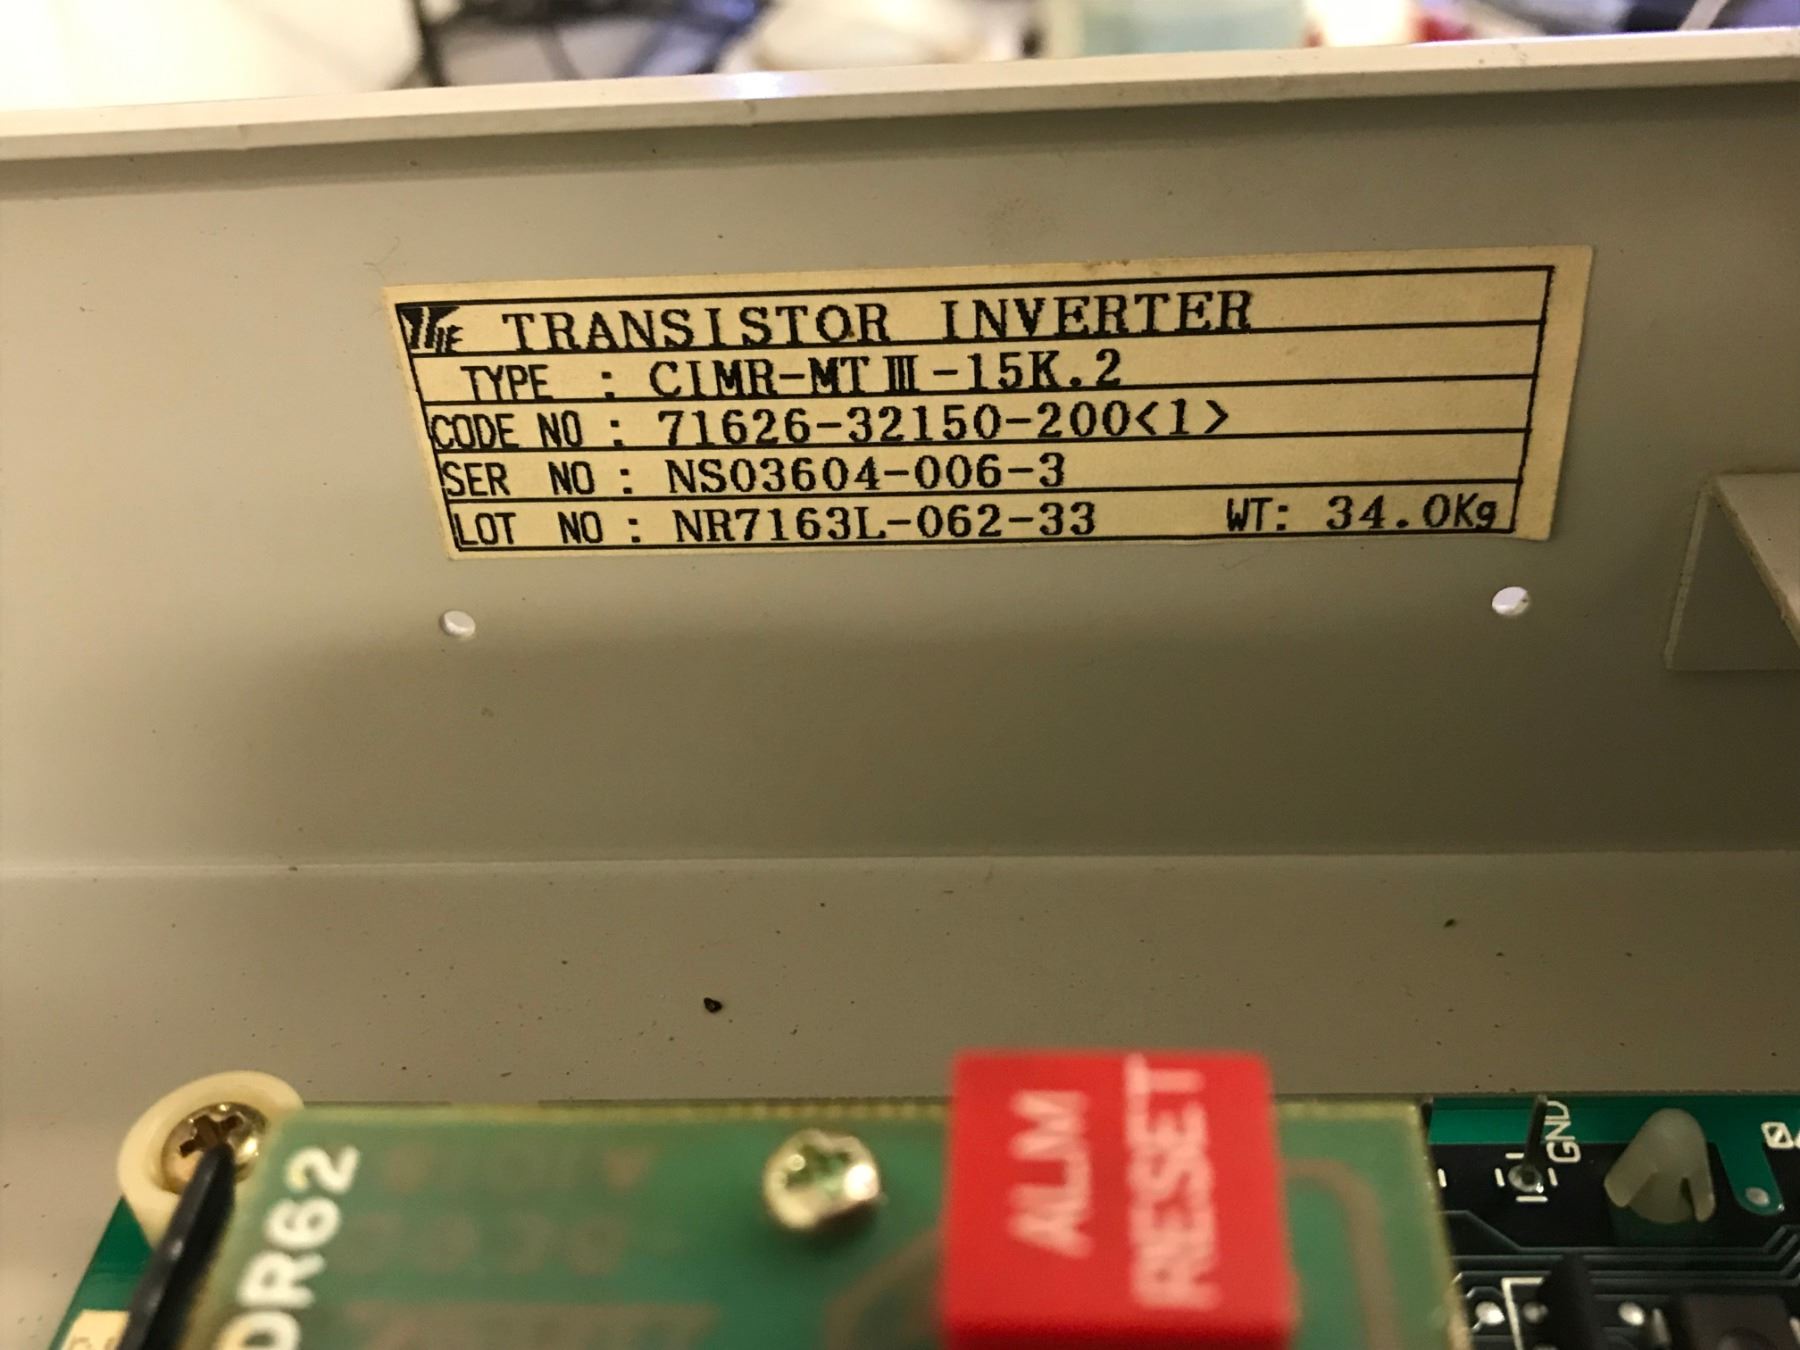 TRANSISTOR INVERTER
TYPE : CIMR-MTⅢ-15K.2
CODE NO : 71626-32150-200<1>
SER NO : NS03604-006-3
LOT NO : NR7163L-062-33 WT: 34.0Kg
DR62
ALM
RESET
GND